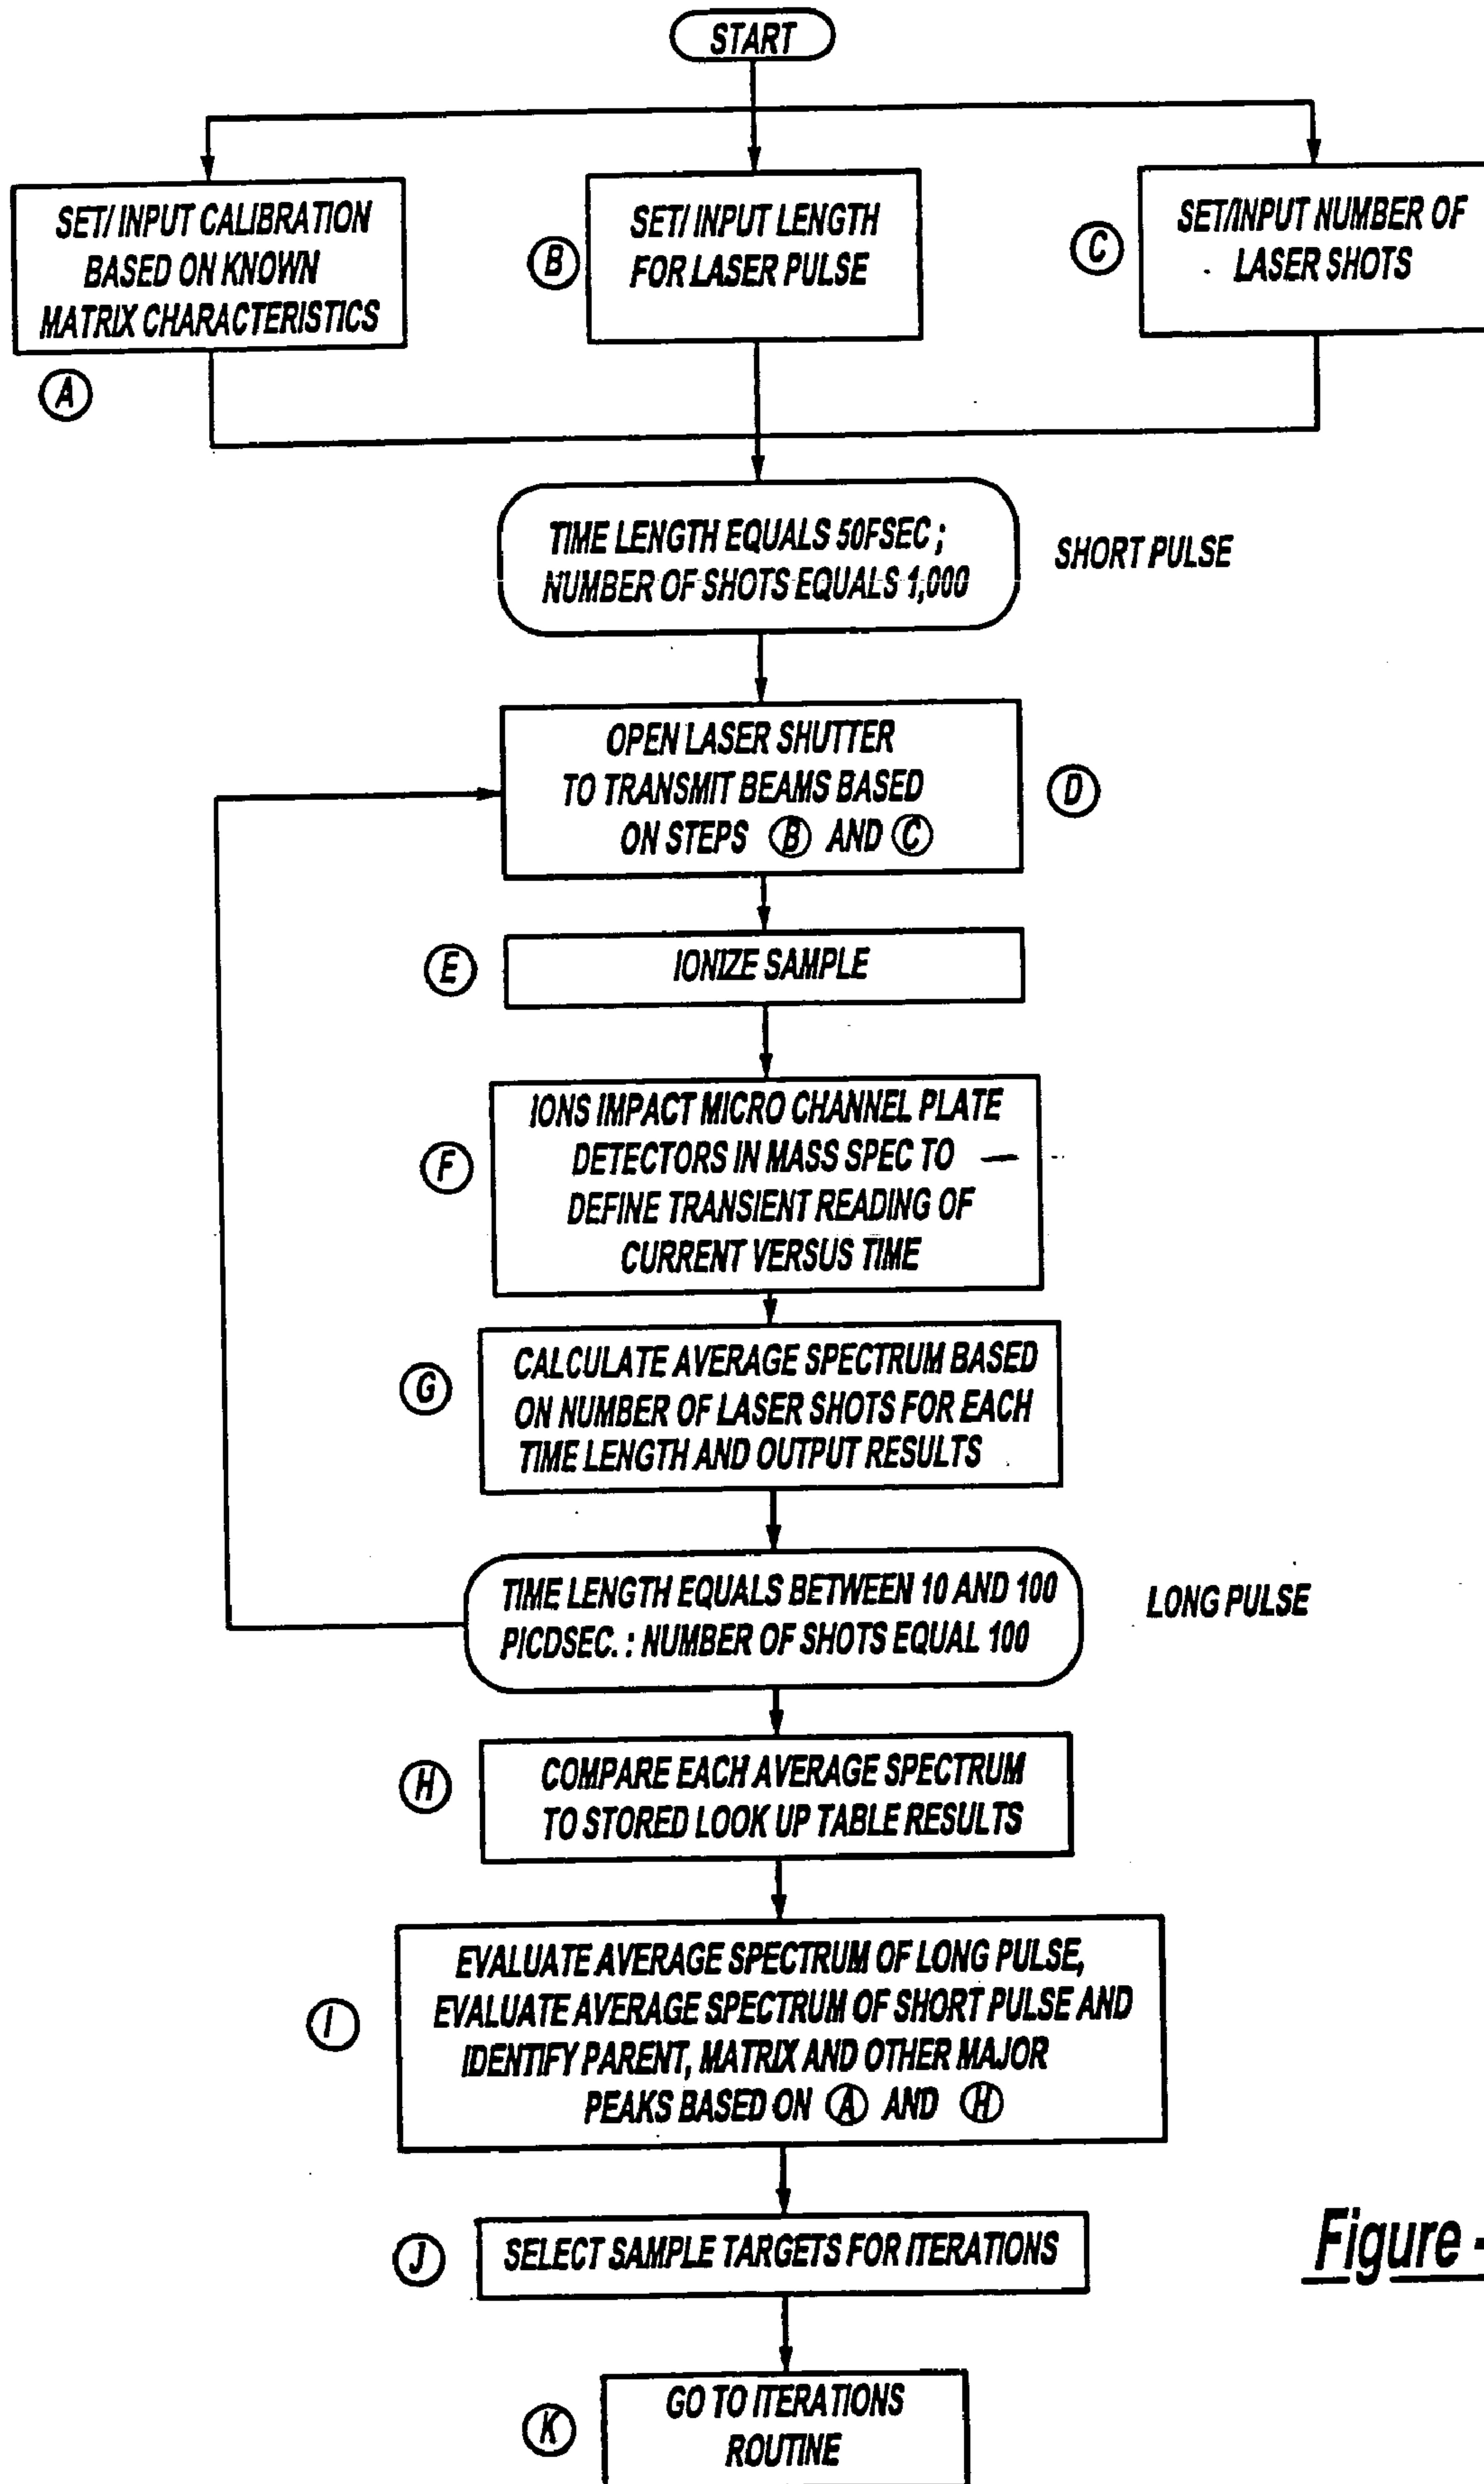 START
SET/ INPUT CALIBRATION
BASED ON KNOWN
MATRIX CHARACTERISTICS
A
B
SET/ INPUT LENGTH
FOR LASER PULSE
C
SET/INPUT NUMBER OF
LASER SHOTS
TIME LENGTH EQUALS 50FSEC ;
NUMBER OF SHOTS EQUALS 1,000
SHORT PULSE
OPEN LASER SHUTTER
TO TRANSMIT BEAMS BASED
ON STEPS B AND C
D
E
IONIZE SAMPLE
F
IONS IMPACT MICRO CHANNEL PLATE
DETECTORS IN MASS SPEC TO
DEFINE TRANSIENT READING OF
CURRENT VERSUS TIME
G
CALCULATE AVERAGE SPECTRUM BASED
ON NUMBER OF LASER SHOTS FOR EACH
TIME LENGTH AND OUTPUT RESULTS
TIME LENGTH EQUALS BETWEEN 10 AND 100
PICDSEC. : NUMBER OF SHOTS EQUAL 100
LONG PULSE
H
COMPARE EACH AVERAGE SPECTRUM
TO STORED LOOK UP TABLE RESULTS
I
EVALUATE AVERAGE SPECTRUM OF LONG PULSE,
EVALUATE AVERAGE SPECTRUM OF SHORT PULSE AND
IDENTIFY PARENT, MATRIX AND OTHER MAJOR
PEAKS BASED ON A AND H
J
SELECT SAMPLE TARGETS FOR ITERATIONS
Figure -
K
GO TO ITERATIONS
ROUTINE